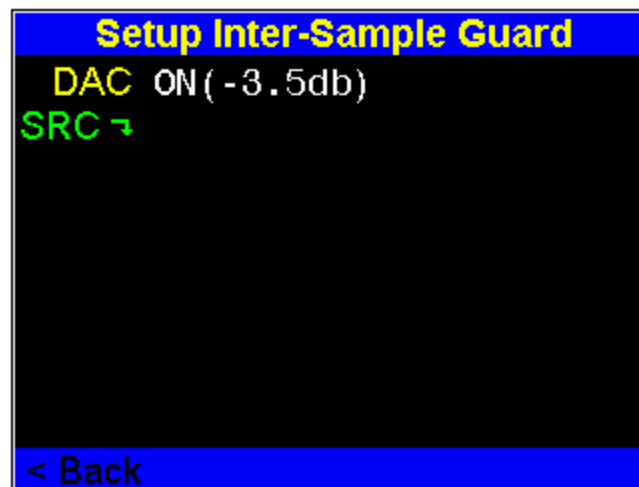 Setup Inter-Sample Guard
DAC ON(-3.5db)
SRC ↴
< Back